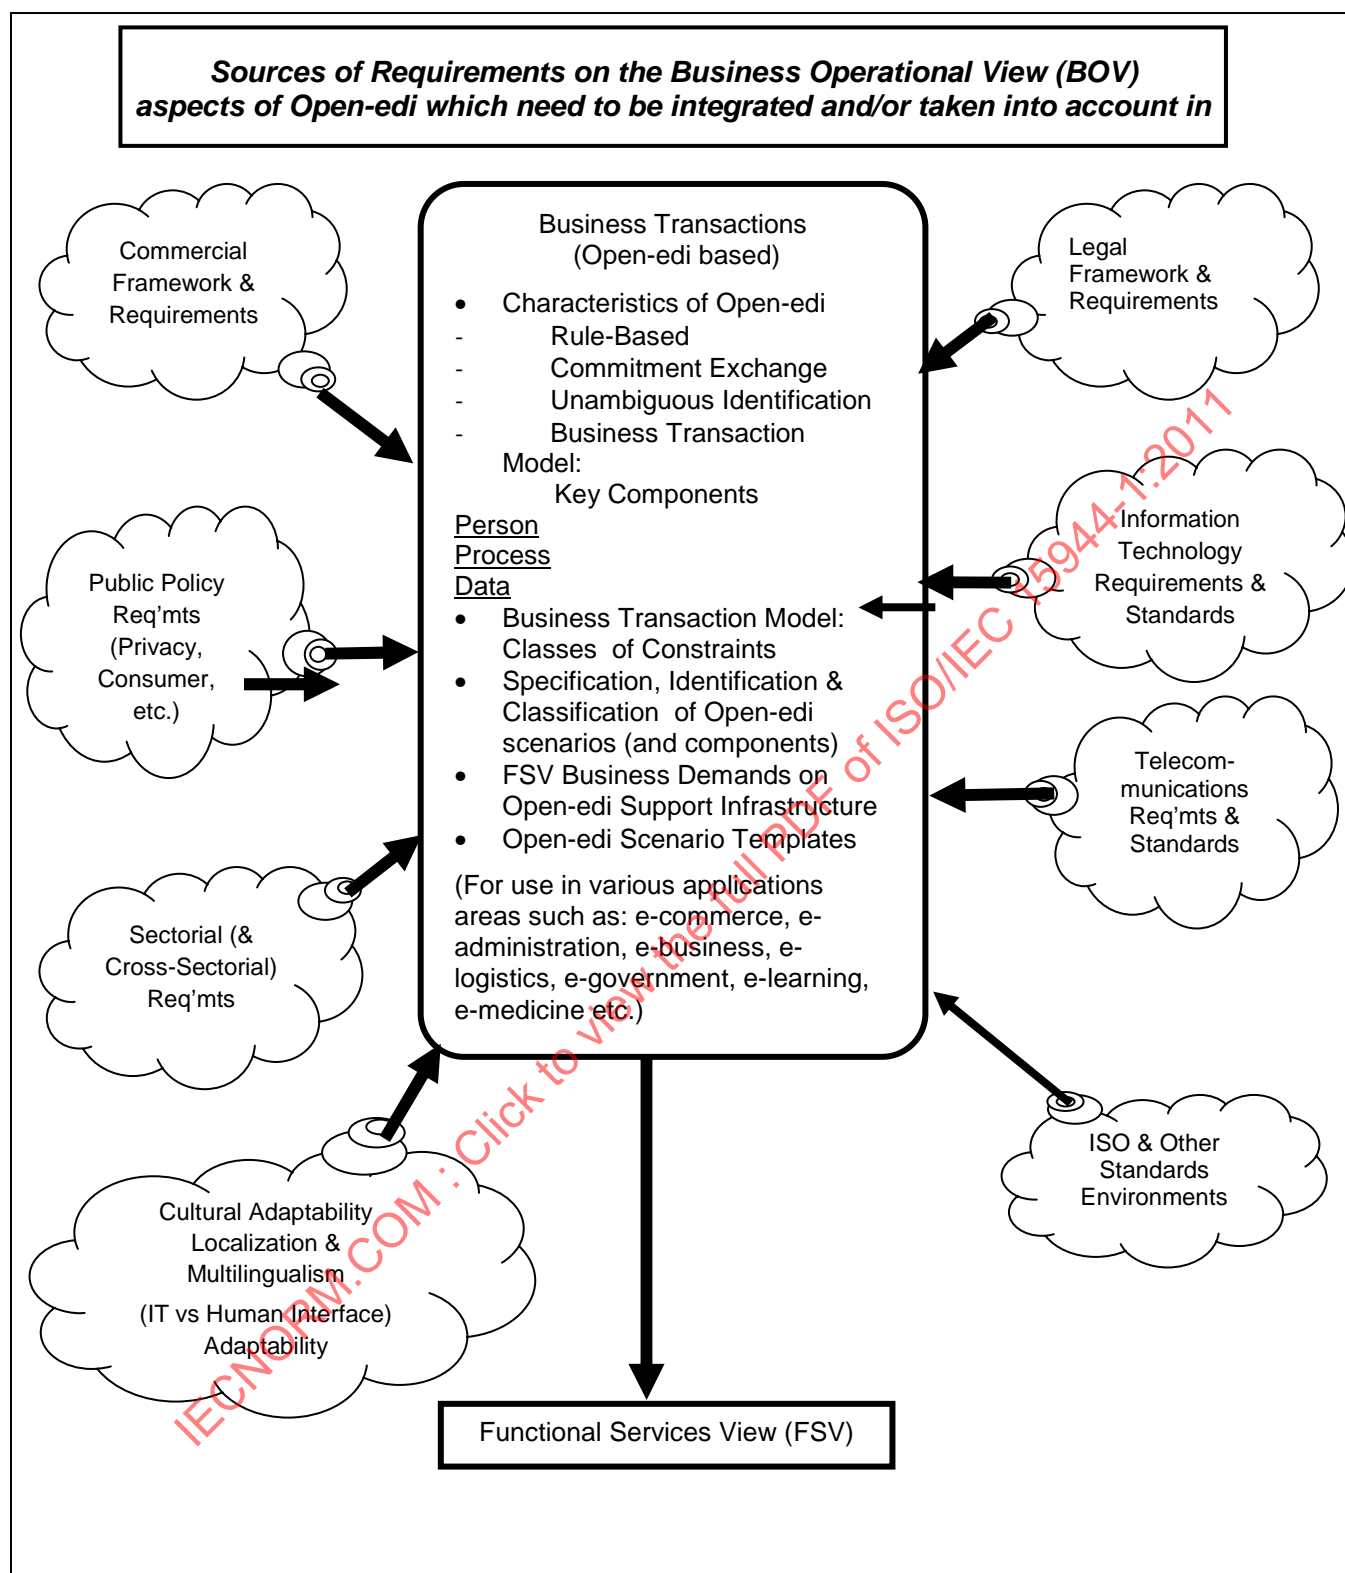 Sources of Requirements on the Business Operational View (BOV)
aspects of Open-edi which need to be integrated and/or taken into account in
Commercial
Framework &
Requirements
Public Policy
Req’mts
(Privacy,
Consumer,
etc.)
Sectorial (&
Cross-Sectorial)
Req’mts
Cultural Adaptability
Localization &
Multilingualism
(IT vs Human Interface)
Adaptability
Business Transactions
(Open-edi based)
• Characteristics of Open-edi
- Rule-Based
- Commitment Exchange
- Unambiguous Identification
- Business Transaction
Model:
Key Components
Person
Process
Data
• Business Transaction Model:
Classes of Constraints
• Specification, Identification &
Classification of Open-edi
scenarios (and components)
• FSV Business Demands on
Open-edi Support Infrastructure
• Open-edi Scenario Templates
(For use in various applications
areas such as: e-commerce, e-
administration, e-business, e-
logistics, e-government, e-learning,
e-medicine etc.)
Legal
Framework &
Requirements
Information
Technology
Requirements &
Standards
Telecom-
munications
Req’mts &
Standards
ISO & Other
Standards
Environments
Functional Services View (FSV)
IECNORM.COM : Click to view the full PDF of ISO/IEC 15944-1:2011